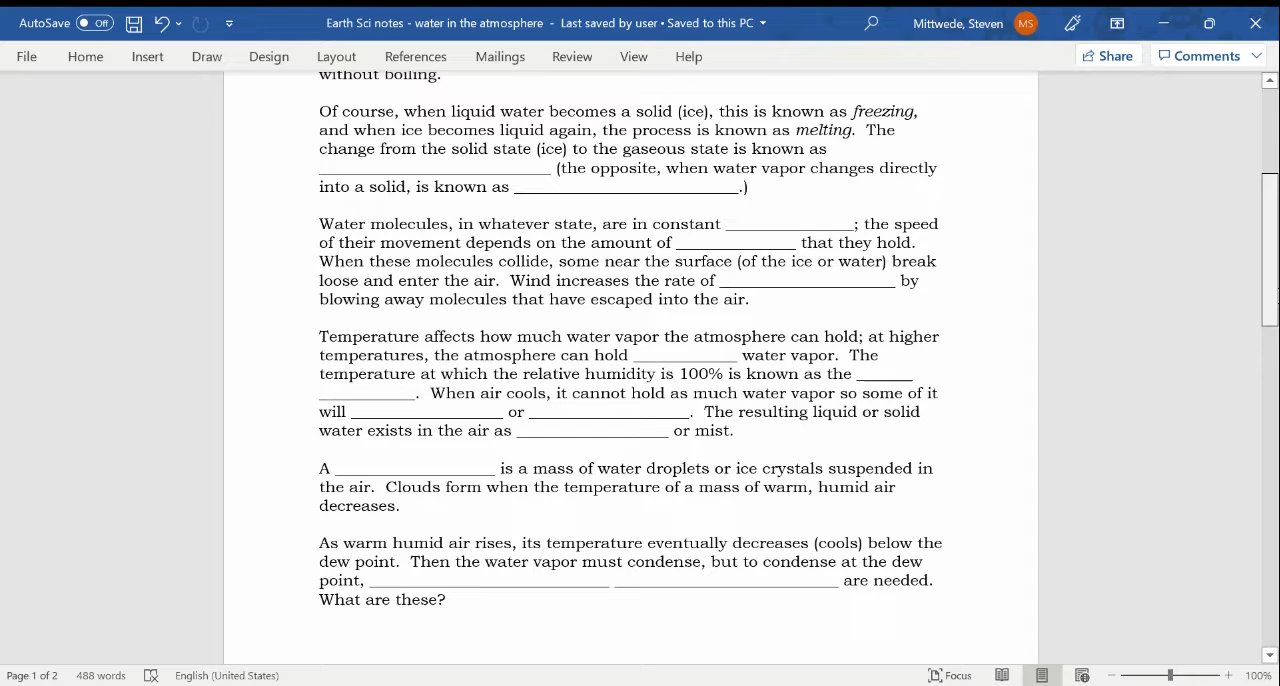 AutoSave Off Earth Sci notes - water in the atmosphere - Last saved by user • Saved to this PC Mittwede, Steven MS
File Home Insert Draw Design Layout References Mailings Review View Help Share Comments
without boiling.
Of course, when liquid water becomes a solid (ice), this is known as freezing,
and when ice becomes liquid again, the process is known as melting. The
change from the solid state (ice) to the gaseous state is known as
__________________________ (the opposite, when water vapor changes directly
into a solid, is known as _________________________.)
Water molecules, in whatever state, are in constant ______________; the speed
of their movement depends on the amount of _____________ that they hold.
When these molecules collide, some near the surface (of the ice or water) break
loose and enter the air. Wind increases the rate of ____________________ by
blowing away molecules that have escaped into the air.
Temperature affects how much water vapor the atmosphere can hold; at higher
temperatures, the atmosphere can hold ___________ water vapor. The
temperature at which the relative humidity is 100% is known as the ______
___________. When air cools, it cannot hold as much water vapor so some of it
will _________________ or __________________. The resulting liquid or solid
water exists in the air as _________________ or mist.
A __________________ is a mass of water droplets or ice crystals suspended in
the air. Clouds form when the temperature of a mass of warm, humid air
decreases.
As warm humid air rises, its temperature eventually decreases (cools) below the
dew point. Then the water vapor must condense, but to condense at the dew
point, ___________________________ _________________________ are needed.
What are these?
Page 1 of 2 488 words English (United States) Focus 100%